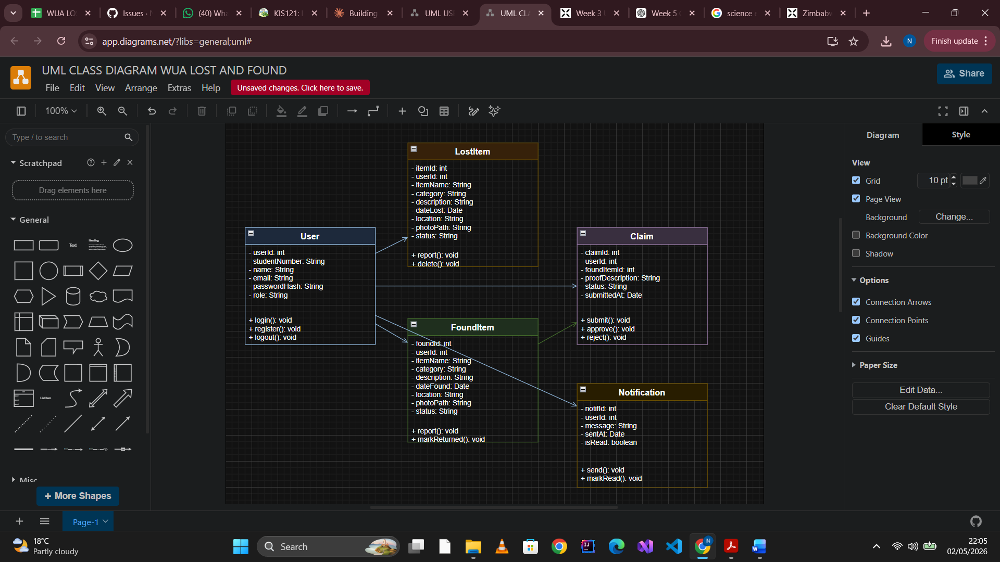 WUA LO
Issues ·
(40) Wha
KIS121:
Building
UML US
UML CL
Week 3
Week 5
science
Zimbab
app.diagrams.net/?libs=general;uml#
N
Finish update
UML CLASS DIAGRAM WUA LOST AND FOUND
File Edit View Arrange Extras Help
Unsaved changes. Click here to save.
Share
100%
Type / to search
Scratchpad
Drag elements here
General
Text
Heading
List Item
Misc
+ More Shapes
LostItem
- itemId: int
- userId: int
- itemName: String
- category: String
- description: String
- dateLost: Date
- location: String
- photoPath: String
- status: String
+ report(): void
+ delete(): void
User
- userId: int
- studentNumber: String
- name: String
- email: String
- passwordHash: String
- role: String
+ login(): void
+ register(): void
+ logout(): void
Claim
- claimId: int
- userId: int
- foundItemId: int
- proofDescription: String
- status: String
- submittedAt: Date
+ submit(): void
+ approve(): void
+ reject(): void
FoundItem
- foundId: int
- userId: int
- itemName: String
- category: String
- description: String
- dateFound: Date
- location: String
- photoPath: String
- status: String
+ report(): void
+ markReturned(): void
Notification
- notifId: int
- userId: int
- message: String
- sentAt: Date
- isRead: boolean
+ send(): void
+ markRead(): void
Diagram
Style
View
Grid
10 pt
Page View
Background
Change...
Background Color
Shadow
Options
Connection Arrows
Connection Points
Guides
Paper Size
Edit Data...
Clear Default Style
Page-1
18°C
Partly cloudy
Search
22:05
02/05/2026